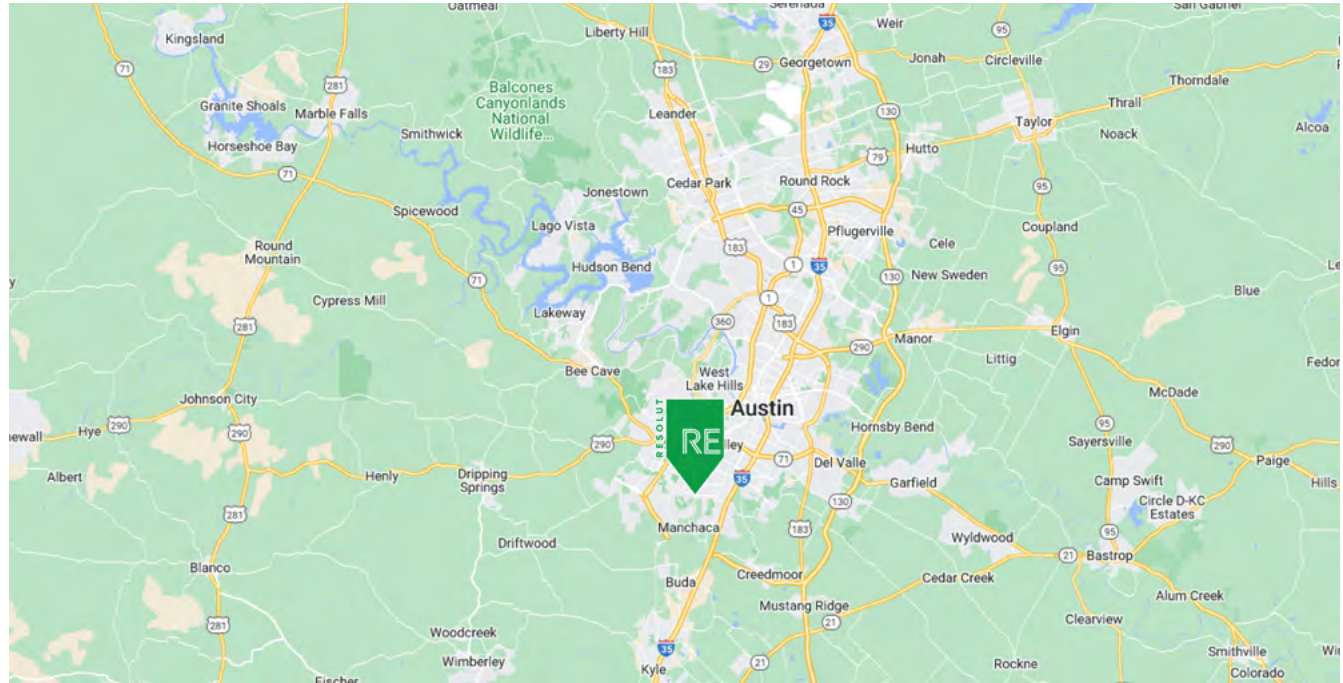 Oatmeal
Serenada
San Gabriel
35
Weir
Kingsland
Liberty Hill
95
71
183
29
Georgetown
Jonah
Circleville
281
Balcones
Canyonlands
National
Wildlife...
Thorndale
Granite Shoals
Marble Falls
Leander
130
Thrall
Smithwick
Taylor
Noack
Alcoa
Horseshoe Bay
79
Hutto
71
Jonestown
Cedar Park
Round Rock
95
Spicewood
45
Lago Vista
Pflugerville
Coupland
Round
Mountain
183
Cele
Hudson Bend
1
35
95
71
130
New Sweden
Cypress Mill
1
Blue
Lakeway
360
183
281
290
Manor
Elgin
Littig
Bee Cave
West
Lake Hills
McDade
Johnson City
Austin
RESOLUT
RE
Hye
290
290
290
Hornsby Bend
95
Sayersville
290
lley
71
Del Valle
Paige
Albert
Henly
Dripping
Springs
35
Garfield
Camp Swift
Hills
130
Circle D-KC
Estates
281
183
Manchaca
95
Driftwood
Wyldwood
21
Bastrop
Blanco
Creedmoor
Cedar Creek
Buda
Alum Creek
Mustang Ridge
21
Clearview
281
Woodcreek
35
Smithville
Wimberley
Kyle
21
Rockne
Colorado
Fischer